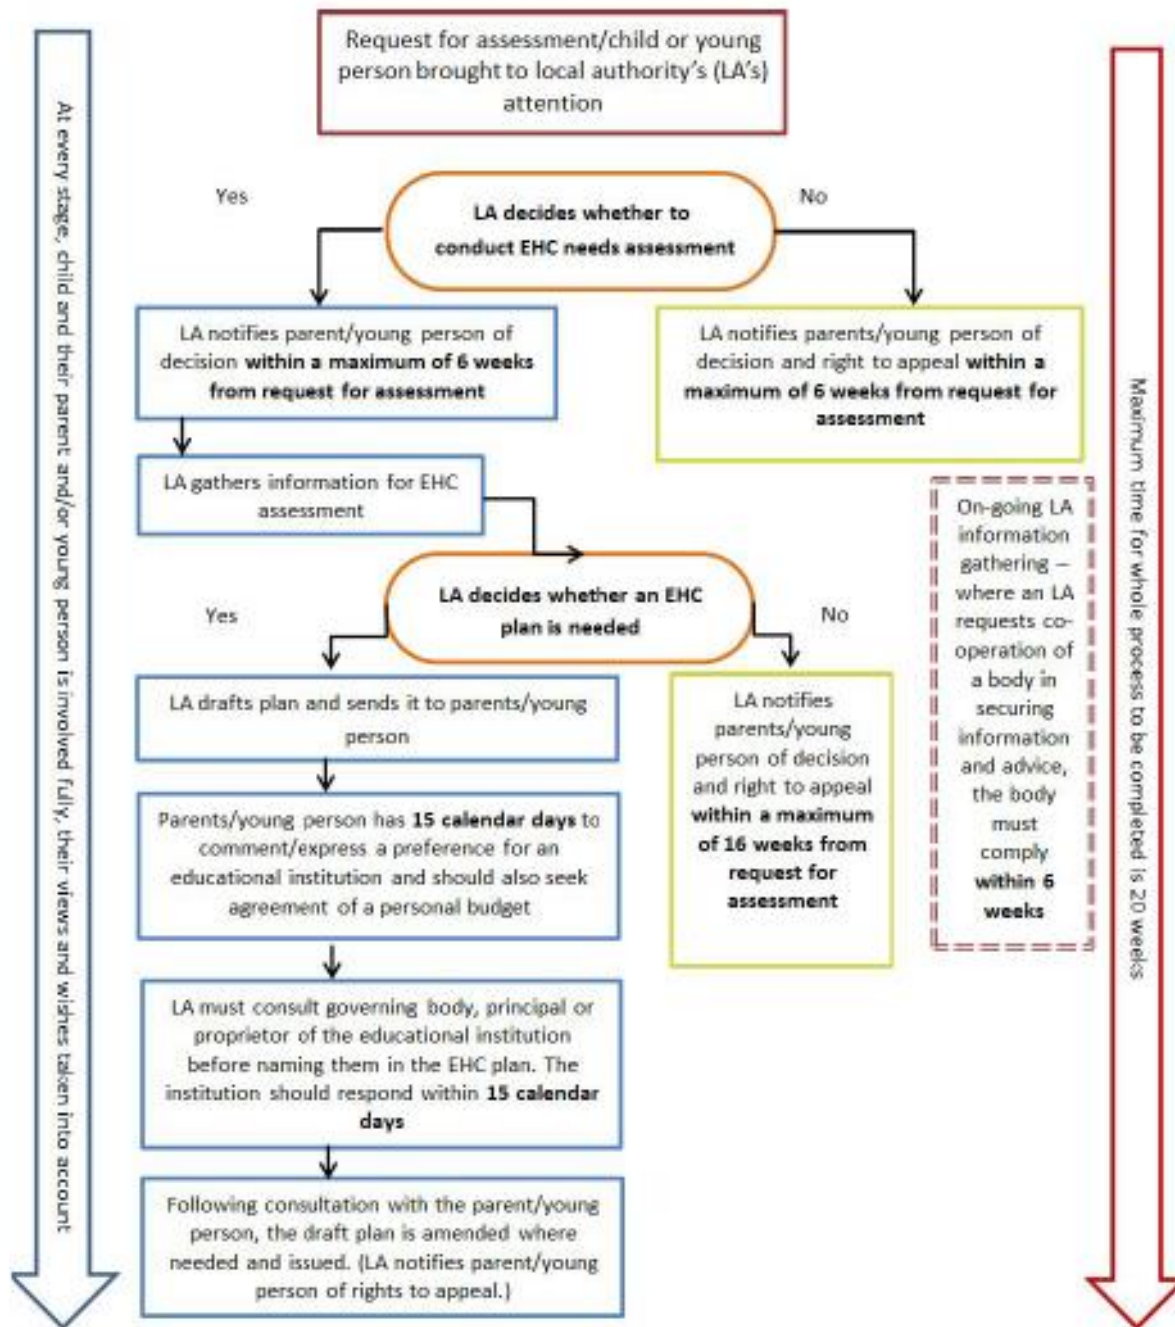 Request for assessment/child or young
person brought to local authority's (LA's)
attention
At every stage, child and their parent and/or young person is involved fully, their views and wishes taken into account
Maximum time for whole process to be completed is 20 weeks
Yes
LA decides whether to
conduct EHC needs assessment
No
LA notifies parent/young person of
decision within a maximum of 6 weeks
from request for assessment
LA notifies parents/young person of
decision and right to appeal within a
maximum of 6 weeks from request for
assessment
LA gathers information for EHC
assessment
On-going LA
information
gathering –
where an LA
requests co-
operation of
a body in
securing
information
and advice,
the body
must
comply
within 6
weeks
Yes
LA decides whether an EHC
plan is needed
No
LA drafts plan and sends it to parents/young
person
LA notifies
parents/young
person of decision
and right to appeal
within a maximum
of 16 weeks from
request for
assessment
Parents/young person has 15 calendar days to
comment/express a preference for an
educational institution and should also seek
agreement of a personal budget
LA must consult governing body, principal or
proprietor of the educational institution
before naming them in the EHC plan. The
institution should respond within 15 calendar
days
Following consultation with the parent/young
person, the draft plan is amended where
needed and issued. (LA notifies parent/young
person of rights to appeal.)